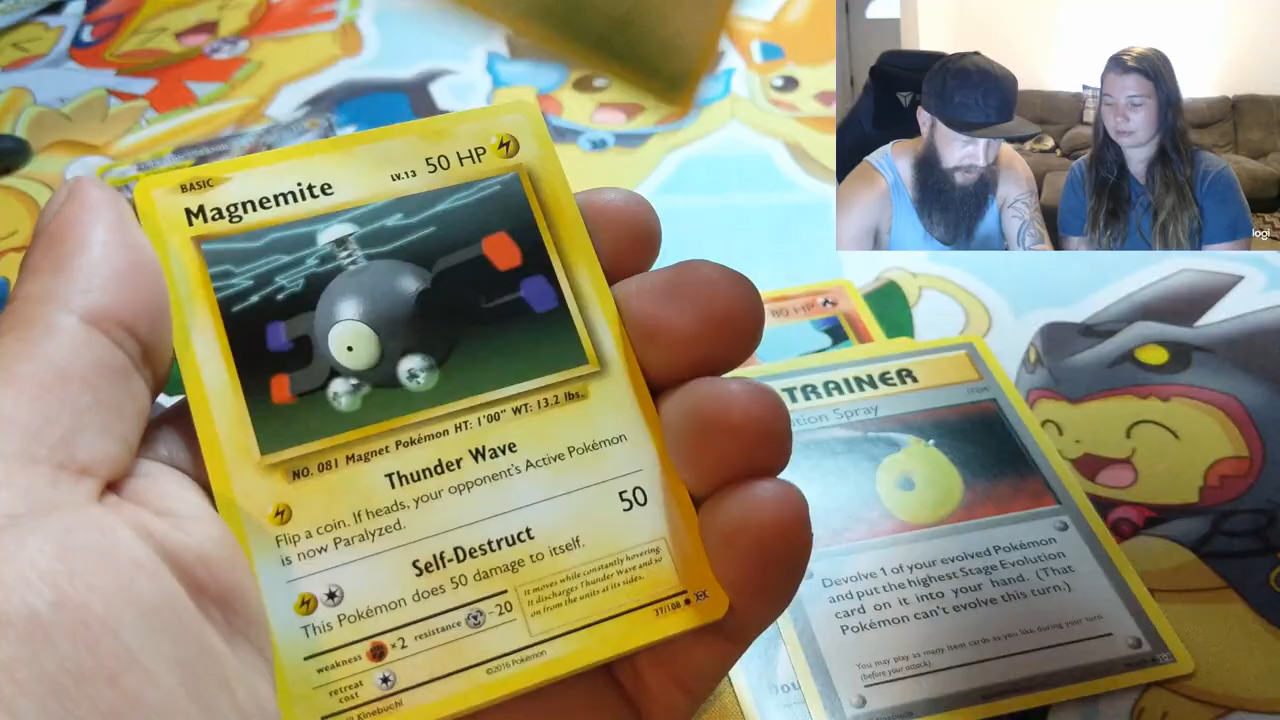 BASIC
Magnemite LV.13 50 HP
NO. 081 Magnet Pokémon HT: 1'00" WT: 13.2 lbs.
Thunder Wave
Flip a coin. If heads, your opponent's Active Pokémon
is now Paralyzed.
Self-Destruct 50
This Pokémon does 50 damage to itself.
It moves while constantly hovering.
It discharges Thunder Wave and so
on from the units at its sides.
weakness ×2 resistance -20
37/108
retreat
cost
©2016 Pokémon
Kinebuchi
80 HP
TRAINER
Spray
Devolve 1 of your evolved Pokémon
and put the highest Stage Evolution
card on it into your hand. (That
Pokémon can't evolve this turn.)
You may play as many Item cards as you like during your turn
(before your attack).
logi